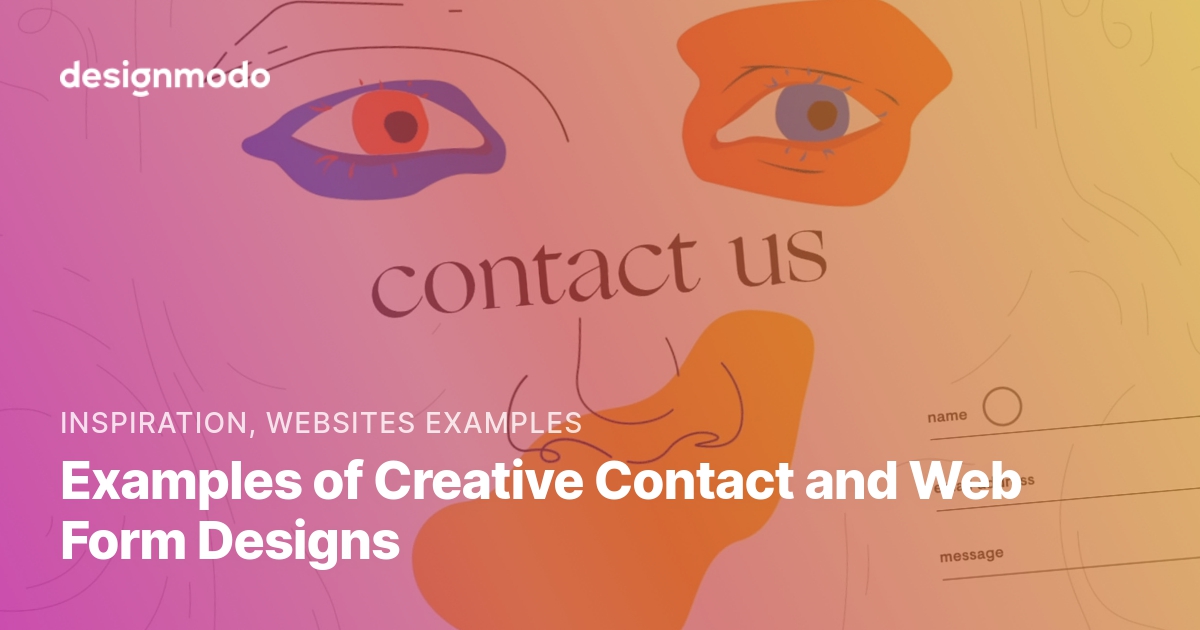 designmodo
contact us
INSPIRATION, WEBSITES EXAMPLES
Examples of Creative Contact and Web
Form Designs
name
message